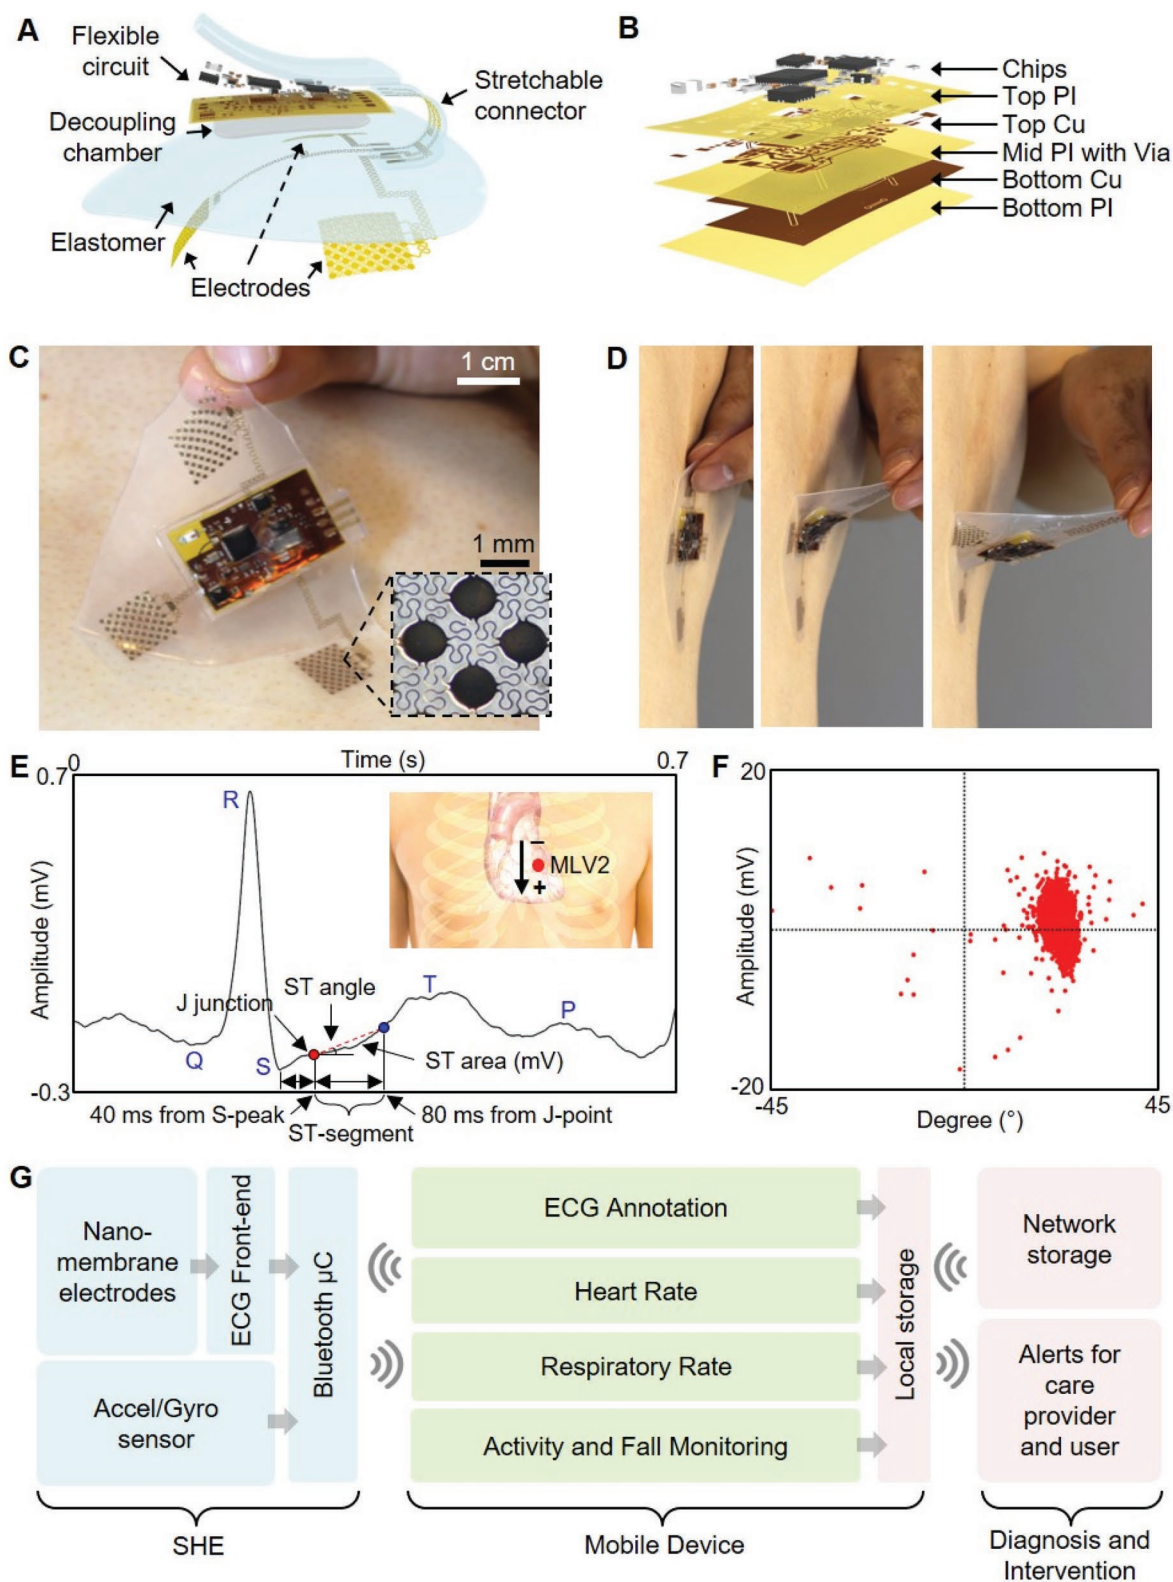 A
Flexible
circuit
Decoupling
chamber
Elastomer
Electrodes
Stretchable
connector
B
Chips
Top PI
Top Cu
Mid PI with Via
Bottom Cu
Bottom PI
C
1 cm
1 mm
D
E
0
Time (s)
0.7
0.7
Amplitude (mV)
-0.3
R
Q
S
T
P
J junction
ST angle
ST area (mV)
MLV2
40 ms from S-peak
80 ms from J-point
ST-segment
F
20
Amplitude (mV)
-20
-45
45
Degree (°)
G
Nano-
membrane
electrodes
ECG Front-end
Accel/Gyro
sensor
Bluetooth µC
SHE
ECG Annotation
Heart Rate
Respiratory Rate
Activity and Fall Monitoring
Local storage
Mobile Device
Network
storage
Alerts for
care
provider
and user
Diagnosis and
Intervention